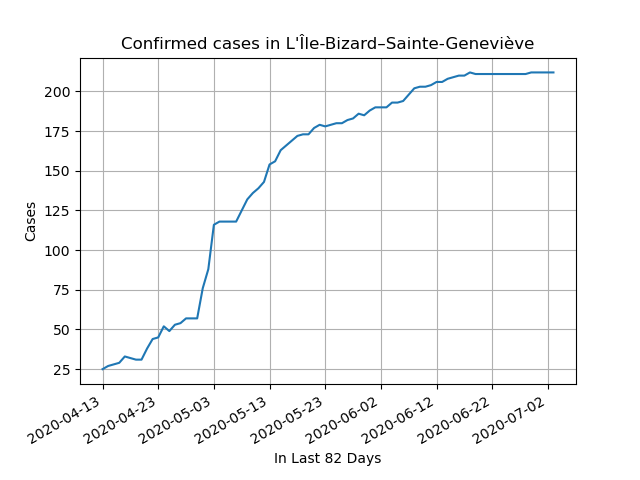 Confirmed cases in L'Île-Bizard–Sainte-Geneviève
200
175
150
125
100
75
50
25
Cases
2020-04-13 2020-04-23 2020-05-03 2020-05-13 2020-05-23 2020-06-02 2020-06-12 2020-06-22 2020-07-02
In Last 82 Days